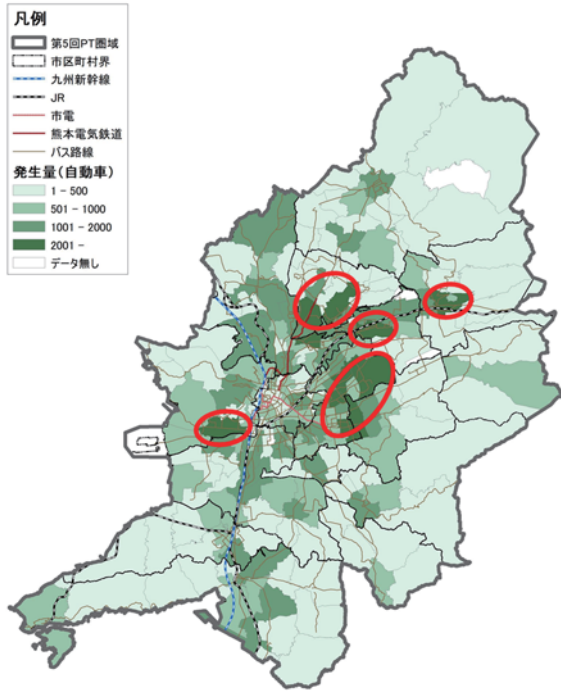 凡例
第5回PT圏域
市区町村界
九州新幹線
JR
市電
熊本電気鉄道
バス路線
発生量(自動車)
1 - 500
501 - 1000
1001 - 2000
2001 -
データ無し